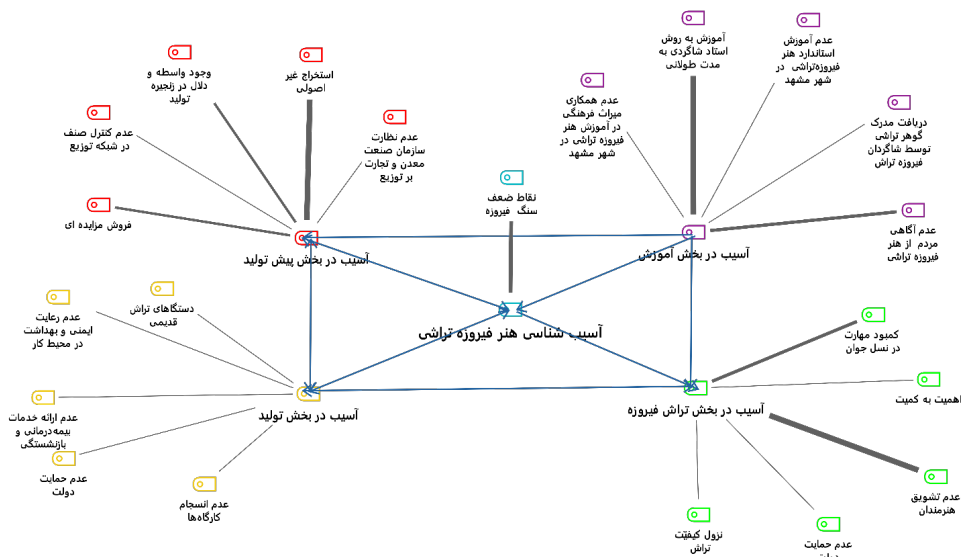 آموزش به روش
استاد شاگردی به
مدت طولانی
عدم آموزش
استاندارد هنر
فیروزه‌تراشی در
شهر مشهد
وجود واسطه و
دلال در زنجیره
تولید
استخراج غیر
اصولی
عدم همکاری
میراث فرهنگی
در آموزش هنر
فیروزه تراشی در
شهر مشهد
دریافت مدرک
گوهر تراشی
توسط شاگردان
فیروزه تراش
عدم کنترل صنف
در شبکه توزیع
عدم نظارت
سازمان صنعت
معدن و تجارت
بر توزیع
نقاط ضعف
سنگ فیروزه
فروش مزایده ای
عدم آگاهی
مردم از هنر
فیروزه تراشی
آسیب در بخش پیش تولید
آسیب در بخش آموزش
عدم رعایت
ایمنی و بهداشت
در محیط کار
دستگاهای تراش
قدیمی
آسیب شناسی هنر فیروزه تراشی
کمبود مهارت
در نسل جوان
اهمیت به کمیت
آسیب در بخش تولید
آسیب در بخش تراش فیروزه
عدم ارائه خدمات
بیمه‌درمانی و
بازنشستگی
عدم حمایت
دولت
عدم انسجام
کارگاه‌ها
عدم تشویق
هنرمندان
نزول کیفیت
تراش
عدم حمایت
دولت